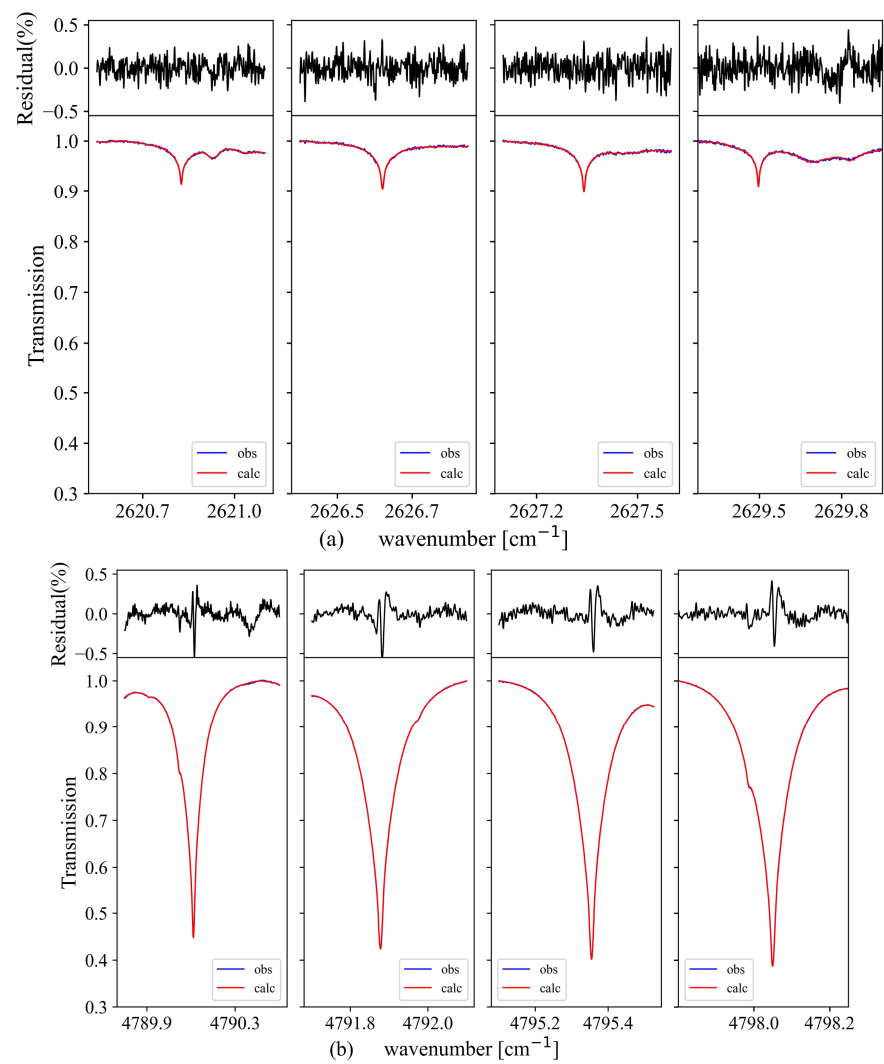 Residual(%)
0.5
0.0
−0.5
Transmission
1.0
0.9
0.8
0.7
0.6
0.5
0.4
0.3
obs
calc
obs
calc
obs
calc
obs
calc
2620.7 2621.0 2626.5 2626.7 2627.2 2627.5 2629.5 2629.8
(a) wavenumber [cm⁻¹]
Residual(%)
0.5
0.0
−0.5
Transmission
1.0
0.9
0.8
0.7
0.6
0.5
0.4
0.3
obs
calc
obs
calc
obs
calc
obs
calc
4789.9 4790.3 4791.8 4792.0 4795.2 4795.4 4798.0 4798.2
(b) wavenumber [cm⁻¹]